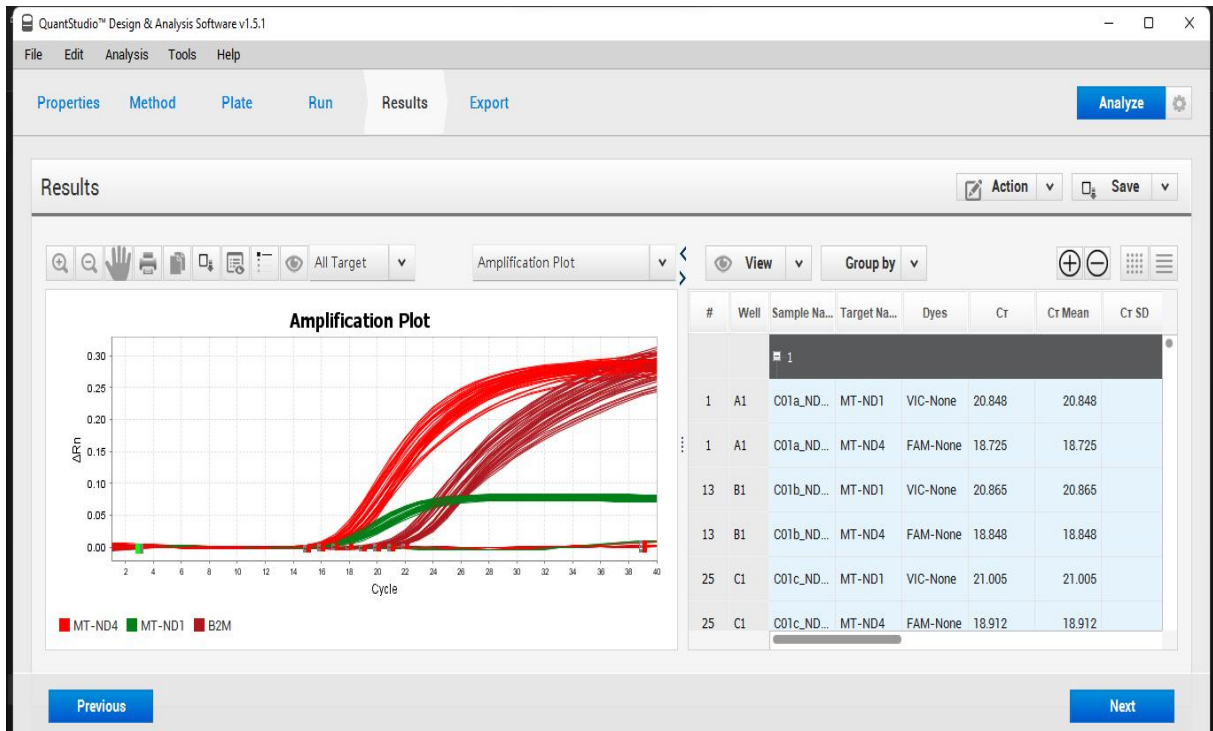 QuantStudio™ Design & Analysis Software v1.5.1
File Edit Analysis Tools Help
Properties Method Plate Run Results Export Analyze
Results Action Save
All Target Amplification Plot View Group by
Amplification Plot
0.30
0.25
0.20
0.15
0.10
0.05
0.00
ΔRn
2 4 6 8 10 12 14 16 18 20 22 24 26 28 30 32 34 36 38 40
Cycle
MT-ND4 MT-ND1 B2M
# Well Sample Na... Target Na... Dyes Cт Cт Mean Cт SD
1
1 A1 C01a_ND... MT-ND1 VIC-None 20.848 20.848
1 A1 C01a_ND... MT-ND4 FAM-None 18.725 18.725
13 B1 C01b_ND... MT-ND1 VIC-None 20.865 20.865
13 B1 C01b_ND... MT-ND4 FAM-None 18.848 18.848
25 C1 C01c_ND... MT-ND1 VIC-None 21.005 21.005
25 C1 C01c_ND... MT-ND4 FAM-None 18.912 18.912
Previous Next